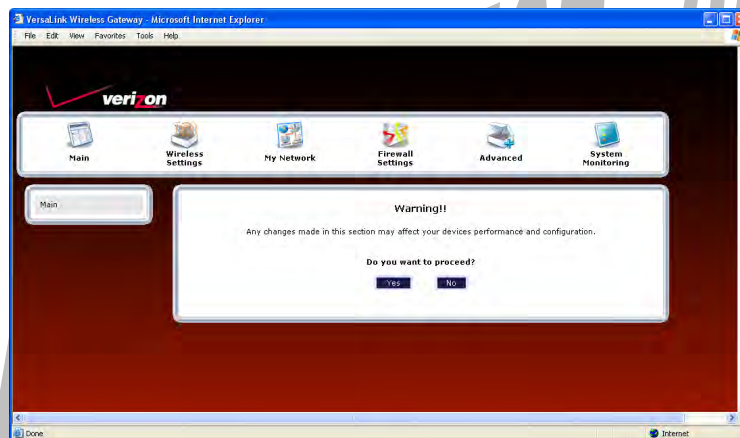 VersaLink Wireless Gateway - Microsoft Internet Explorer
File Edit View Favorites Tools Help
verizon
Main
Wireless Settings
My Network
Firewall Settings
Advanced
System Monitoring
Main
Warning!!
Any changes made in this section may affect your devices performance and configuration.
Do you want to proceed?
Yes No
Done Internet